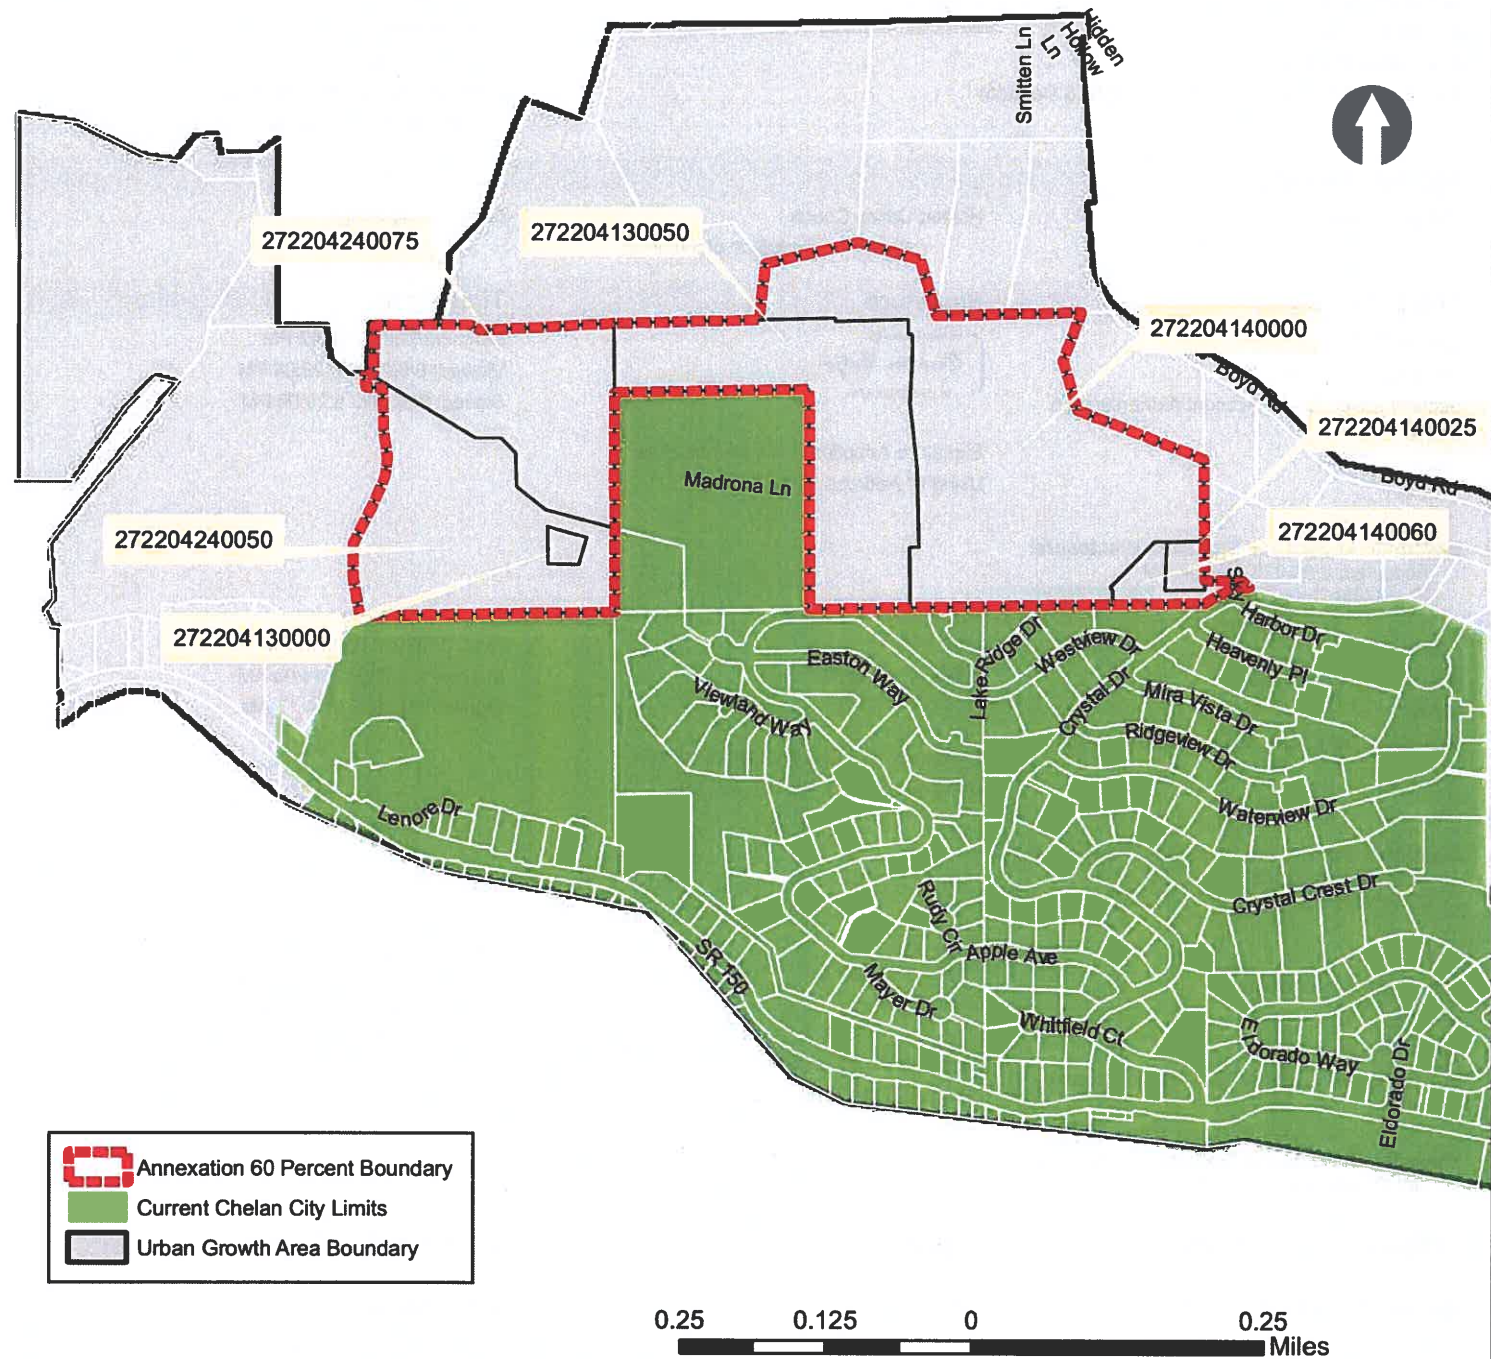 Smitten Ln
Hidden
Hollow
Ln
272204240075
272204130050
272204140000
Boyd Rd
272204140025
Boyd Rd
Madrona Ln
272204240050
272204140060
272204130000
Harbor Dr
Heavenly Pl
Lake Ridge Dr
Westview Dr
Easton Way
Crystal Dr
Viewland Way
Mira Vista Dr
Ridgeview Dr
Waterview Dr
Lenore Dr
Crystal Crest Dr
Rudy Cir
Apple Ave
SR 150
Mayer Dr
Whitfield Ct
Eldorado Way
Eldorado Dr
Annexation 60 Percent Boundary
Current Chelan City Limits
Urban Growth Area Boundary
0.25 0.125 0 0.25
Miles